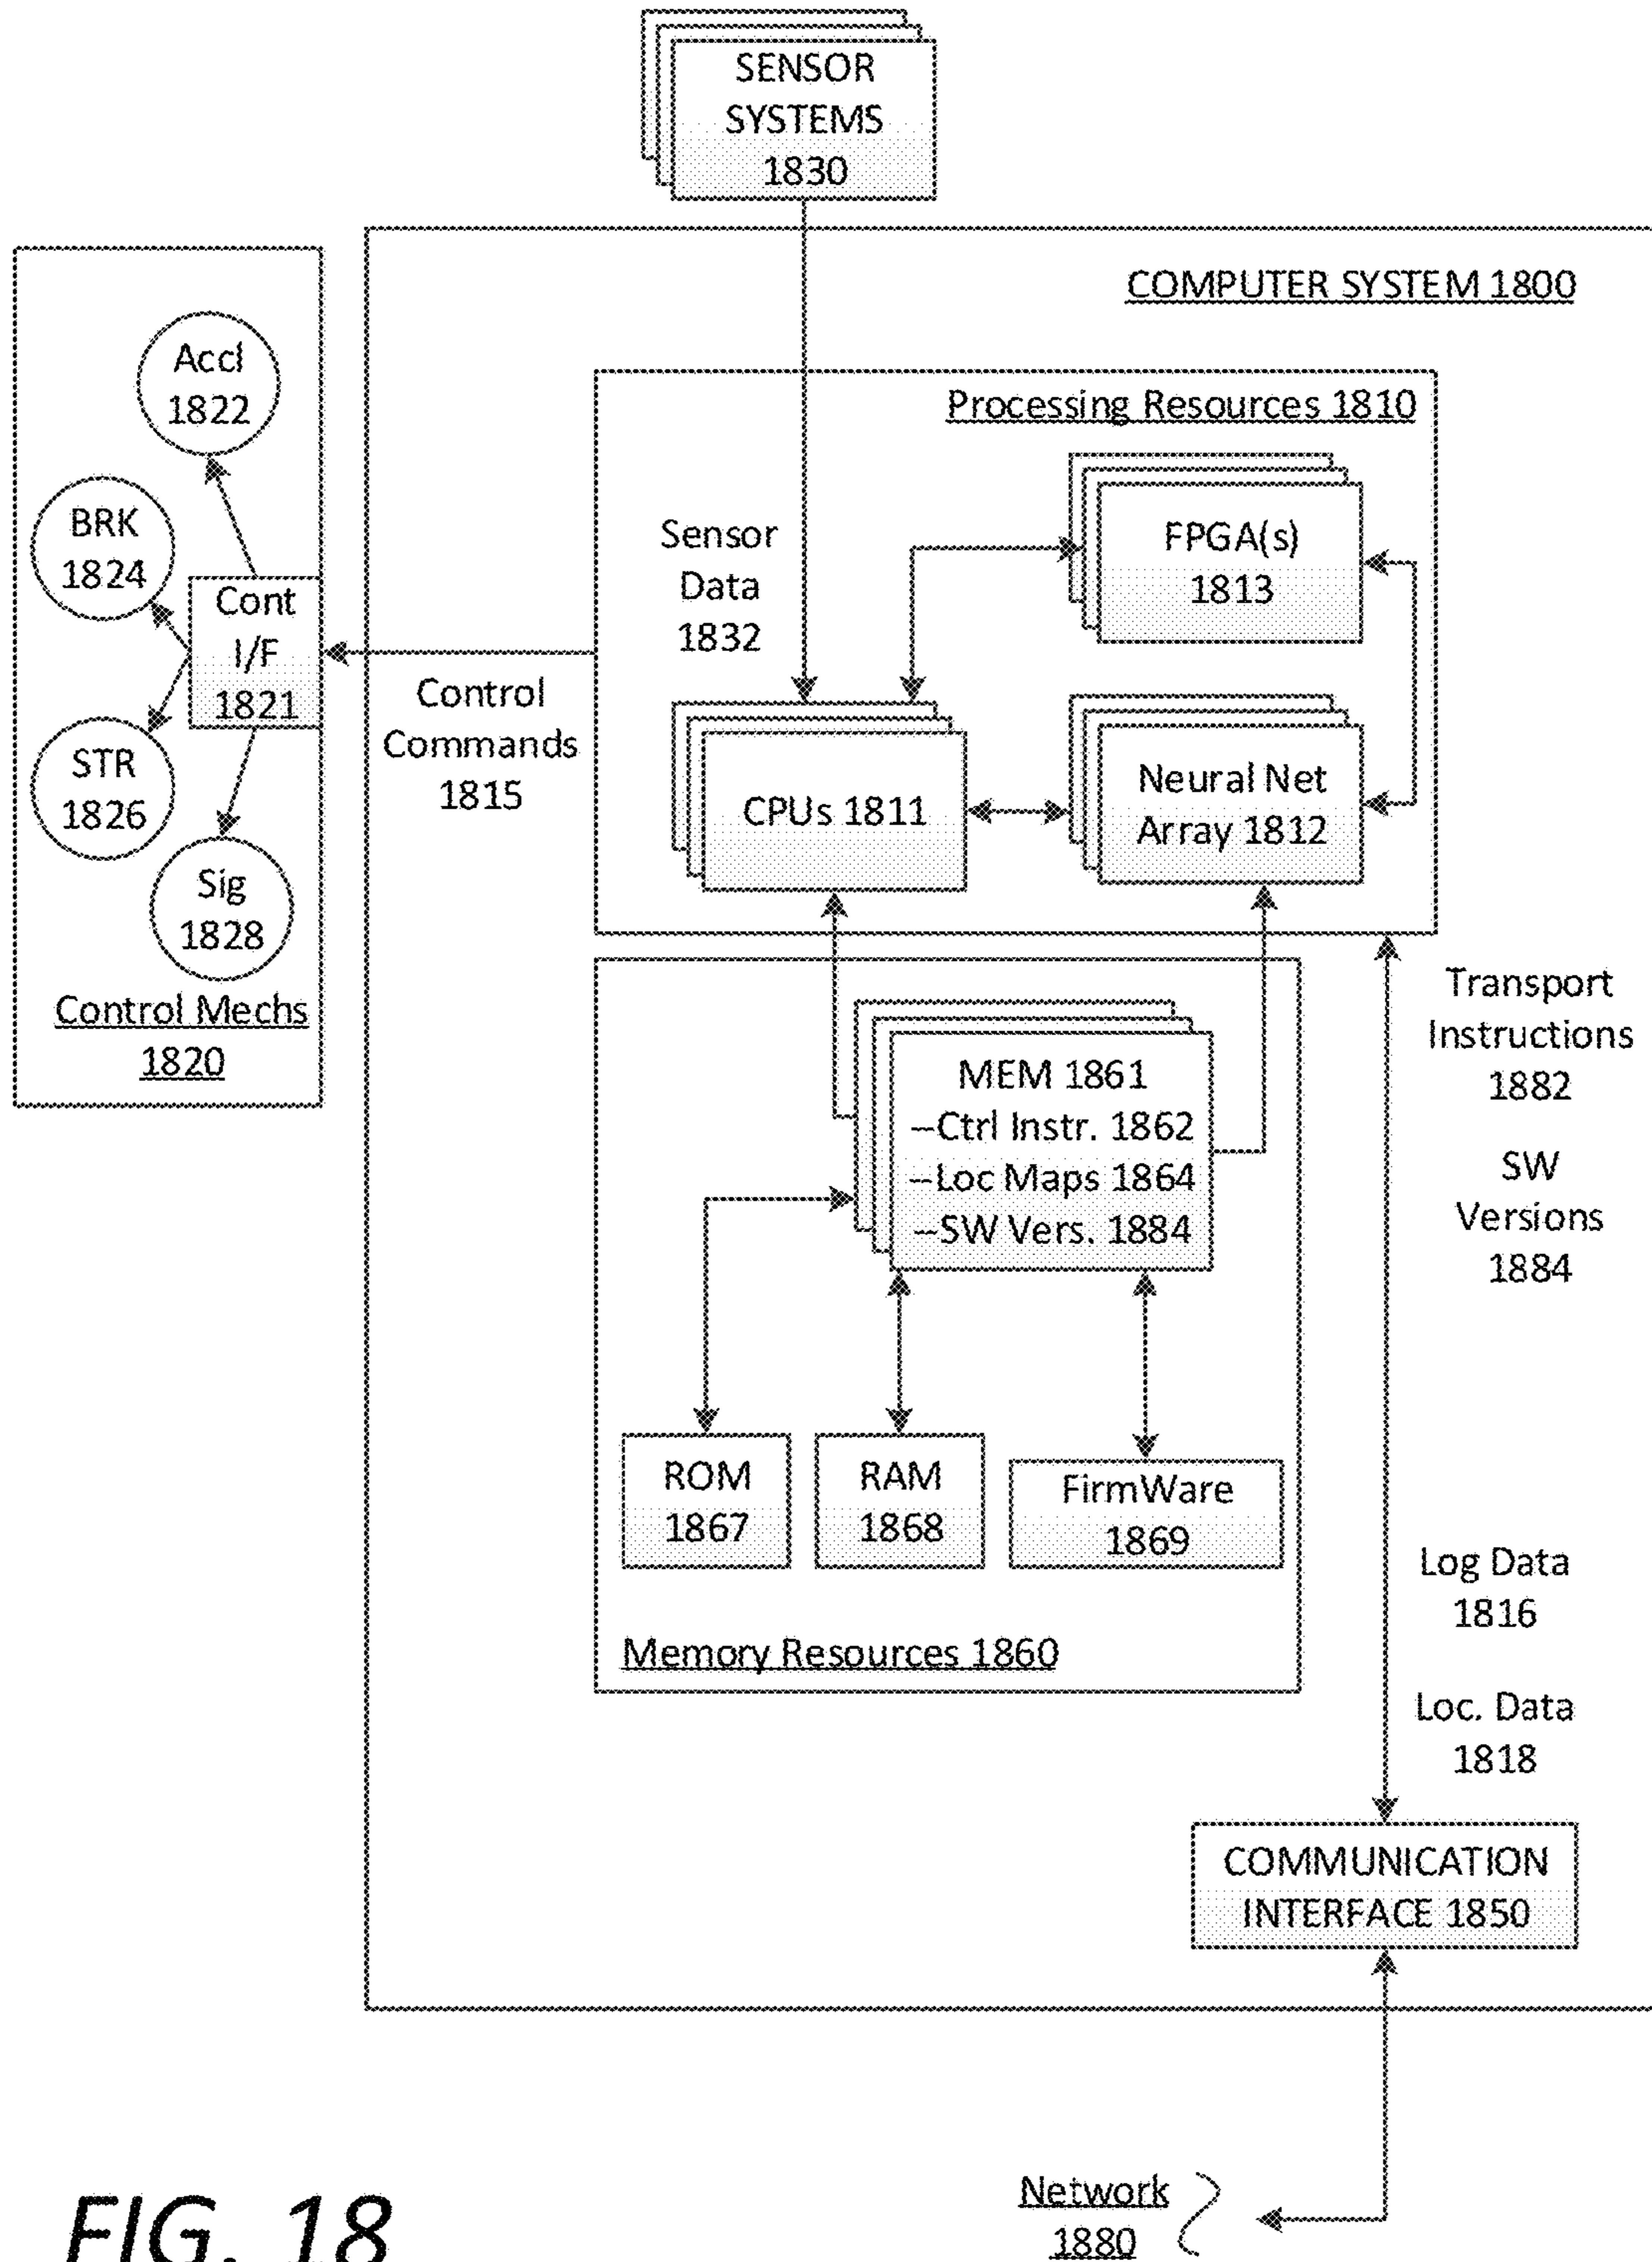 SENSOR
SYSTEMS
1830
COMPUTER SYSTEM 1800
Accl
1822
BRK
1824
Cont
I/F
1821
STR
1826
Sig
1828
Control Mechs
1820
Control
Commands
1815
Processing Resources 1810
Sensor
Data
1832
FPGA(s)
1813
CPUs 1811
Neural Net
Array 1812
MEM 1861
--Ctrl Instr. 1862
--Loc Maps 1864
--SW Vers. 1884
ROM
1867
RAM
1868
FirmWare
1869
Memory Resources 1860
Transport
Instructions
1882
SW
Versions
1884
Log Data
1816
Loc. Data
1818
COMMUNICATION
INTERFACE 1850
Network
1880
FIG. 18